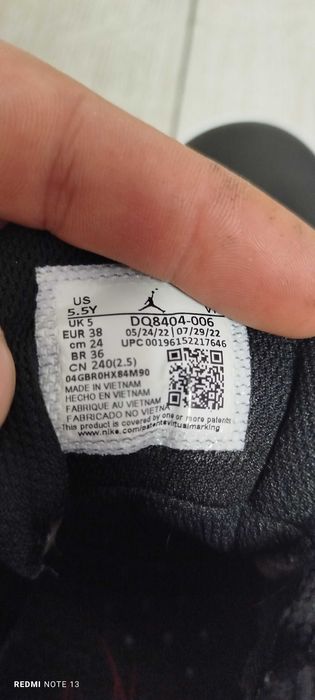 US
5.5Y
UK 5
EUR 38
cm 24
BR 36
CN 240(2.5)
DQ8404-006
05/24/22 07/29/22
UPC 00196152217646
04GBR0HX84M90
MADE IN VIETNAM
HECHO EN VIETNAM
FABRIQUE AU VIETNAM
FABRICADO NO VIETNA
This product is covered by one or more patents
www.nike.com/patentsvirtualmarking
REDMI NOTE 13